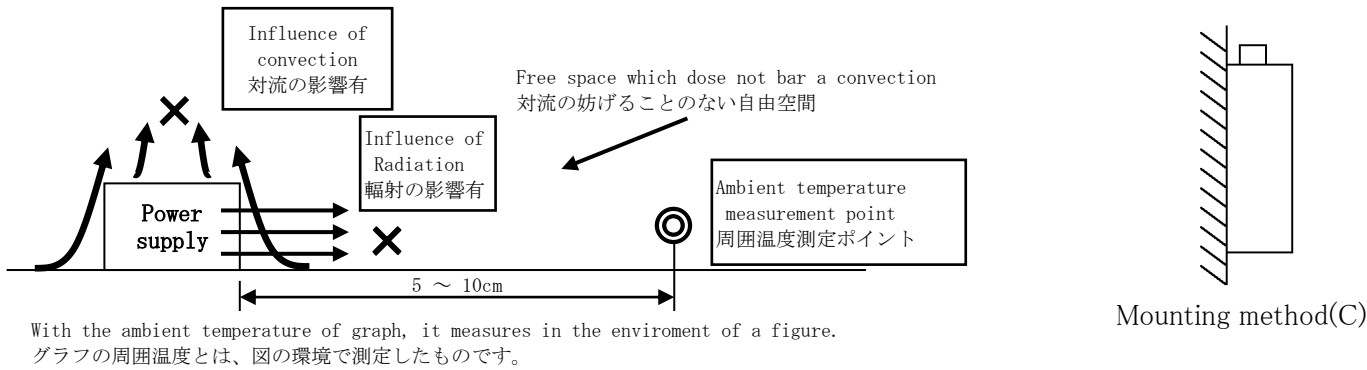 Influence of
convection
対流の影響有
Free space which dose not bar a convection
対流の妨げることのない自由空間
Influence of
Radiation
輻射の影響有
Ambient temperature
measurement point
周囲温度測定ポイント
Power
supply
5 ～ 10cm
With the ambient temperature of graph, it measures in the enviroment of a figure.
グラフの周囲温度とは、図の環境で測定したものです。
Mounting method(C)